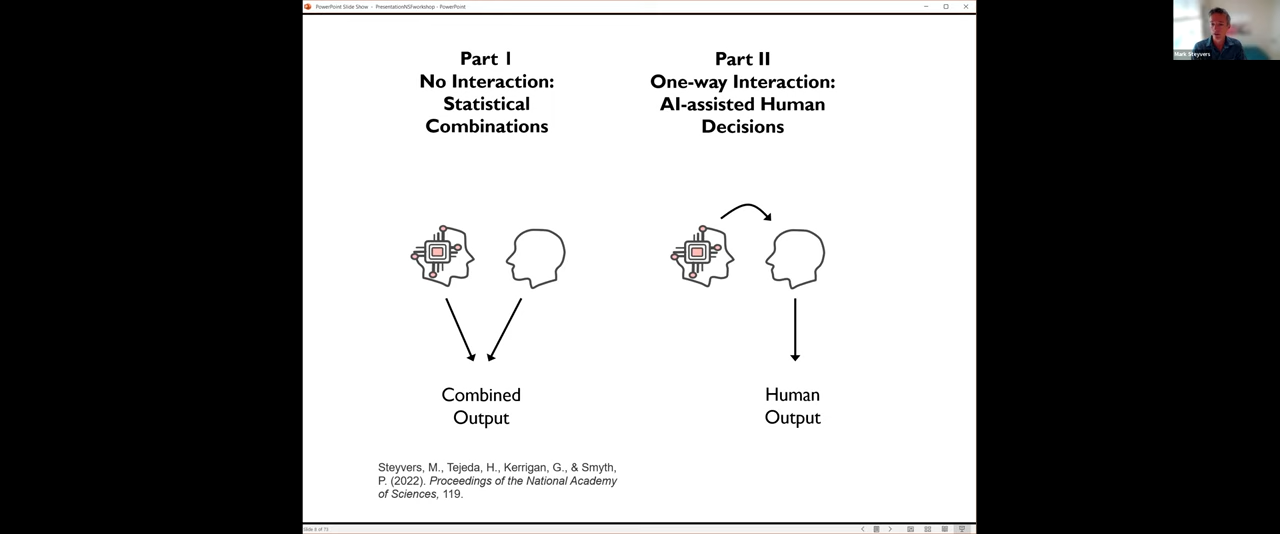 PowerPoint Slide Show - PresentationNSFworkshop - PowerPoint
Mark Steyvers
Part I
No Interaction:
Statistical
Combinations
Part II
One-way Interaction:
AI-assisted Human
Decisions
Combined
Output
Human
Output
Steyvers, M., Tejeda, H., Kerrigan, G., & Smyth,
P. (2022). Proceedings of the National Academy
of Sciences, 119.